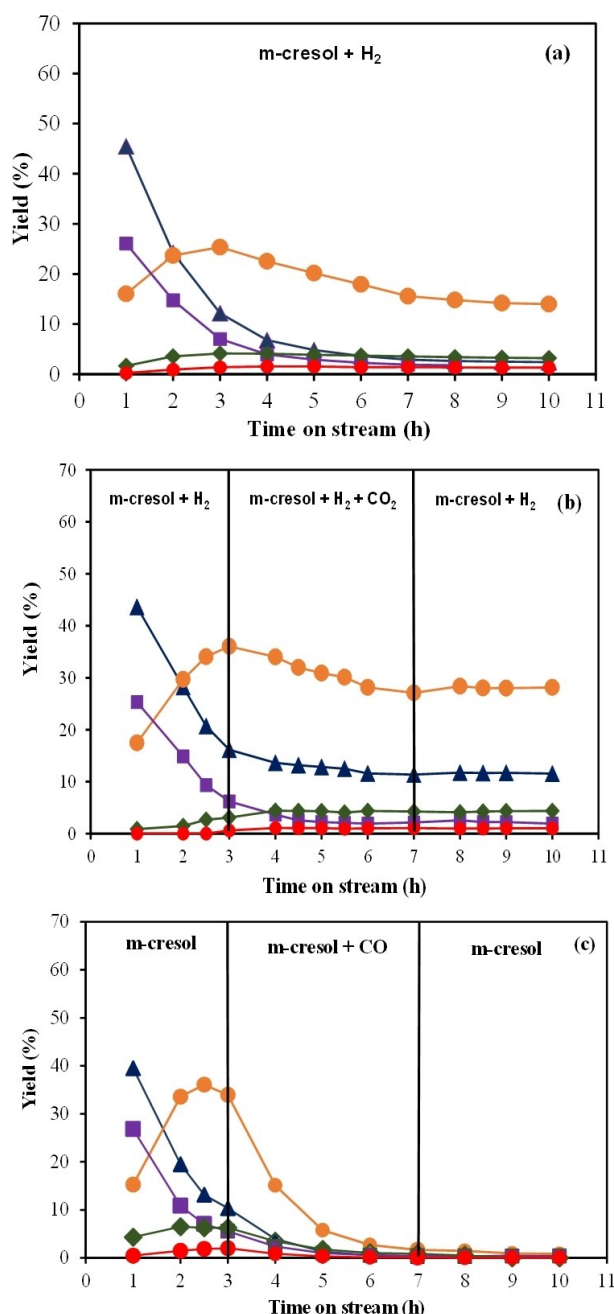 70
60
50
40
30
20
10
0
Yield (%)
m-cresol + H2
(a)
0 1 2 3 4 5 6 7 8 9 10 11
Time on stream (h)
70
60
50
40
30
20
10
0
Yield (%)
m-cresol + H2
m-cresol + H2 + CO2
m-cresol + H2
(b)
0 1 2 3 4 5 6 7 8 9 10 11
Time on stream (h)
70
60
50
40
30
20
10
0
Yield (%)
m-cresol
m-cresol + CO
m-cresol
(c)
0 1 2 3 4 5 6 7 8 9 10 11
Time on stream (h)